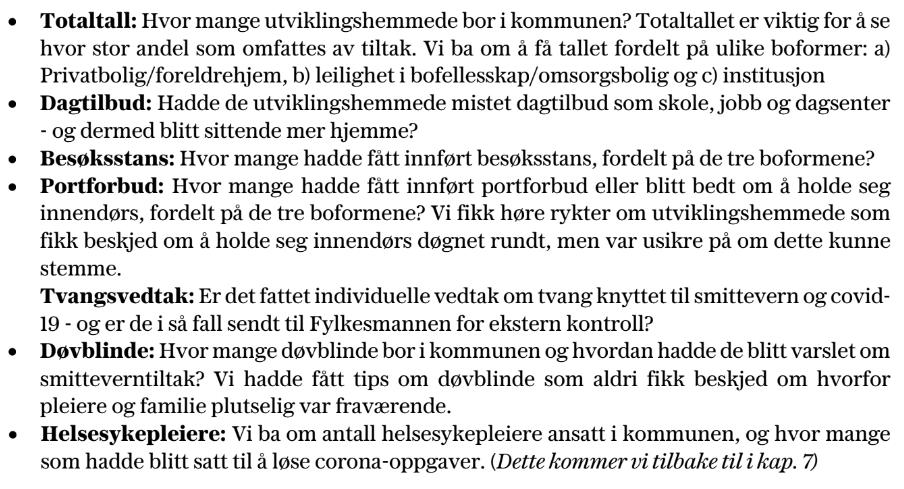 • Totaltall: Hvor mange utviklingshemmede bor i kommunen? Totaltallet er viktig for å se
hvor stor andel som omfattes av tiltak. Vi ba om å få tallet fordelt på ulike boformer: a)
Privatbolig/foreldrehjem, b) leilighet i bofellesskap/omsorgsbolig og c) institusjon
• Dagtilbud: Hadde de utviklingshemmede mistet dagtilbud som skole, jobb og dagsenter
- og dermed blitt sittende mer hjemme?
• Besøksstans: Hvor mange hadde fått innført besøksstans, fordelt på de tre boformene?
• Portforbud: Hvor mange hadde fått innført portforbud eller blitt bedt om å holde seg
innendørs, fordelt på de tre boformene? Vi fikk høre rykter om utviklingshemmede som
fikk beskjed om å holde seg innendørs døgnet rundt, men var usikre på om dette kunne
stemme.
Tvangsvedtak: Er det fattet individuelle vedtak om tvang knyttet til smittevern og covid-
19 - og er de i så fall sendt til Fylkesmannen for ekstern kontroll?
• Døvblinde: Hvor mange døvblinde bor i kommunen og hvordan hadde de blitt varslet om
smitteverntiltak? Vi hadde fått tips om døvblinde som aldri fikk beskjed om hvorfor
pleiere og familie plutselig var fraværende.
• Helsesykepleiere: Vi ba om antall helsesykepleiere ansatt i kommunen, og hvor mange
som hadde blitt satt til å løse corona-oppgaver. (Dette kommer vi tilbake til i kap. 7)